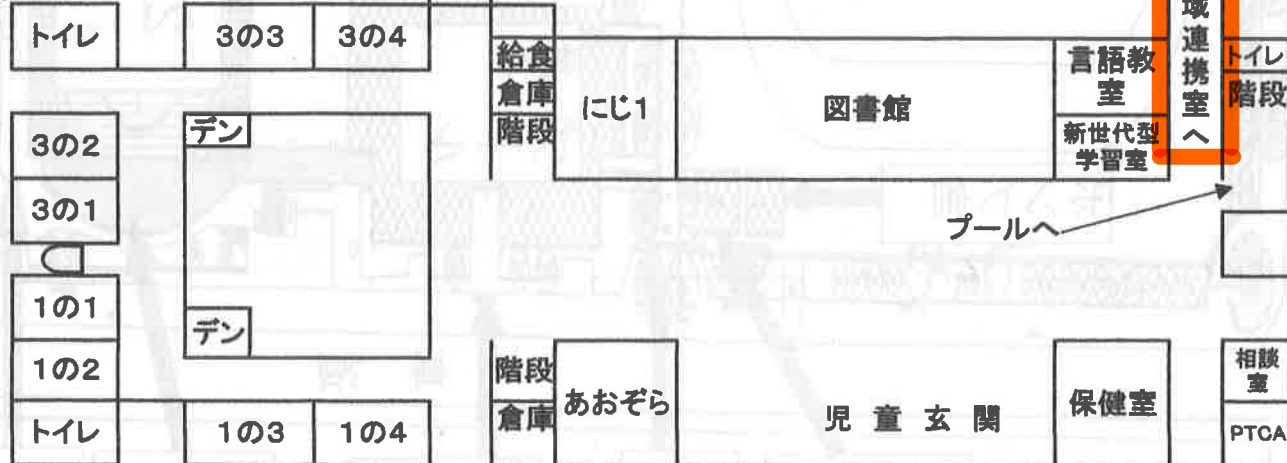 トイレ
3の3
3の4
給食
倉庫
階段
にじ1
図書館
言語教
室
新世代型
学習室
域連携室へ
トイレ
階段
3の2
3の1
デン
プールへ
1の1
1の2
デン
トイレ
1の3
1の4
階段
倉庫
あおぞら
児童玄関
保健室
相談
室
PTCA